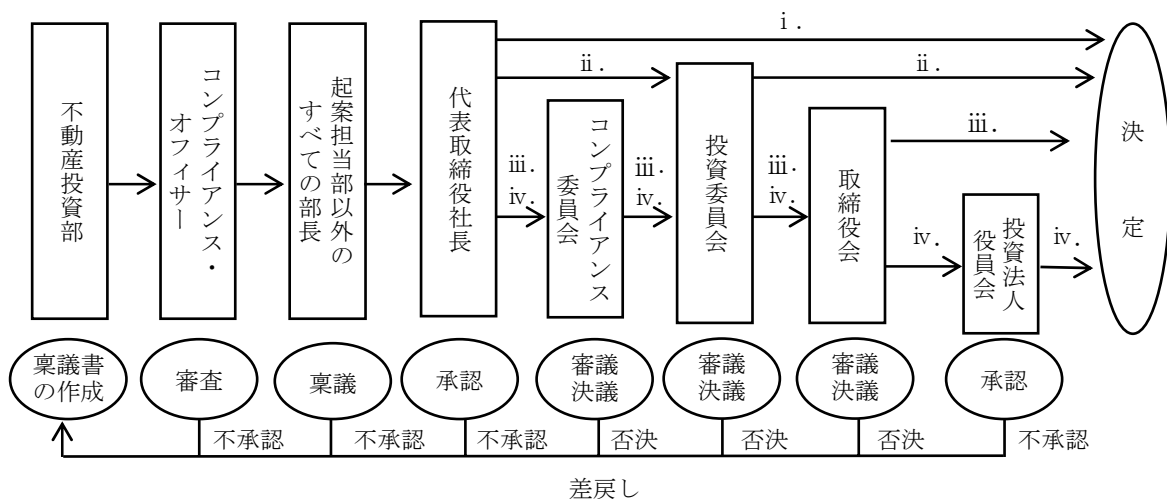 不動産投資部
コンプライアンス・
オフィサー
起案担当部以外の
すべての部長
代表取締役社長
ⅰ．
ⅱ．
ⅲ．
ⅳ．
コンプライアンス
委員会
ⅲ．
ⅳ．
投資委員会
ⅱ．
ⅲ．
ⅳ．
取締役会
ⅲ．
ⅳ．
投資法人
役員会
ⅳ．
決定
稟議書
の作成
審査
稟議
承認
審議
決議
審議
決議
審議
決議
承認
不承認
不承認
不承認
否決
否決
否決
不承認
差戻し